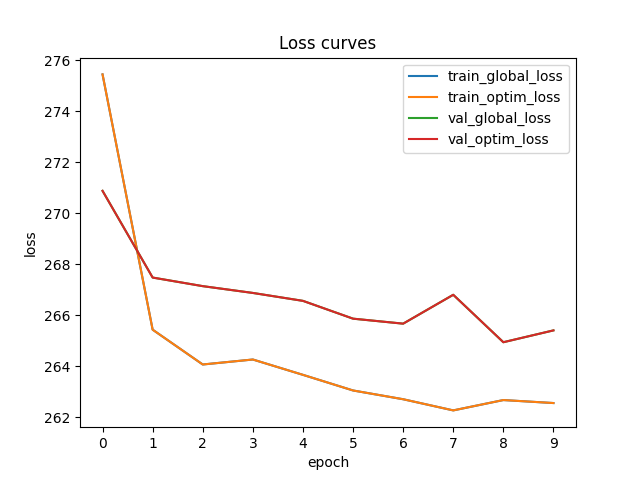 Loss curves
train_global_loss
train_optim_loss
val_global_loss
val_optim_loss
276
274
272
270
268
266
264
262
loss
0 1 2 3 4 5 6 7 8 9
epoch